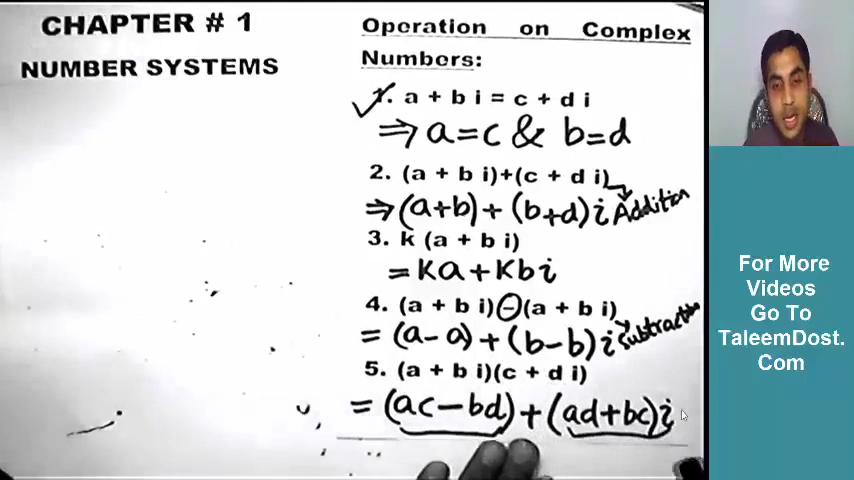 CHAPTER # 1
NUMBER SYSTEMS
Operation on Complex
Numbers:
1. a + b i = c + d i
⇒ a = c & b = d
2. (a + b i)+(c + d i)
⇒ (a+b) + (b+d) i Addition
3. k (a + b i)
= Ka + Kb i
4. (a + b i) - (a + b i)
= (a - a) + (b - b) i Subtraction
5. (a + b i)(c + d i)
= (ac - bd) + (ad + bc) i
For More
Videos
Go To
TaleemDost.
Com